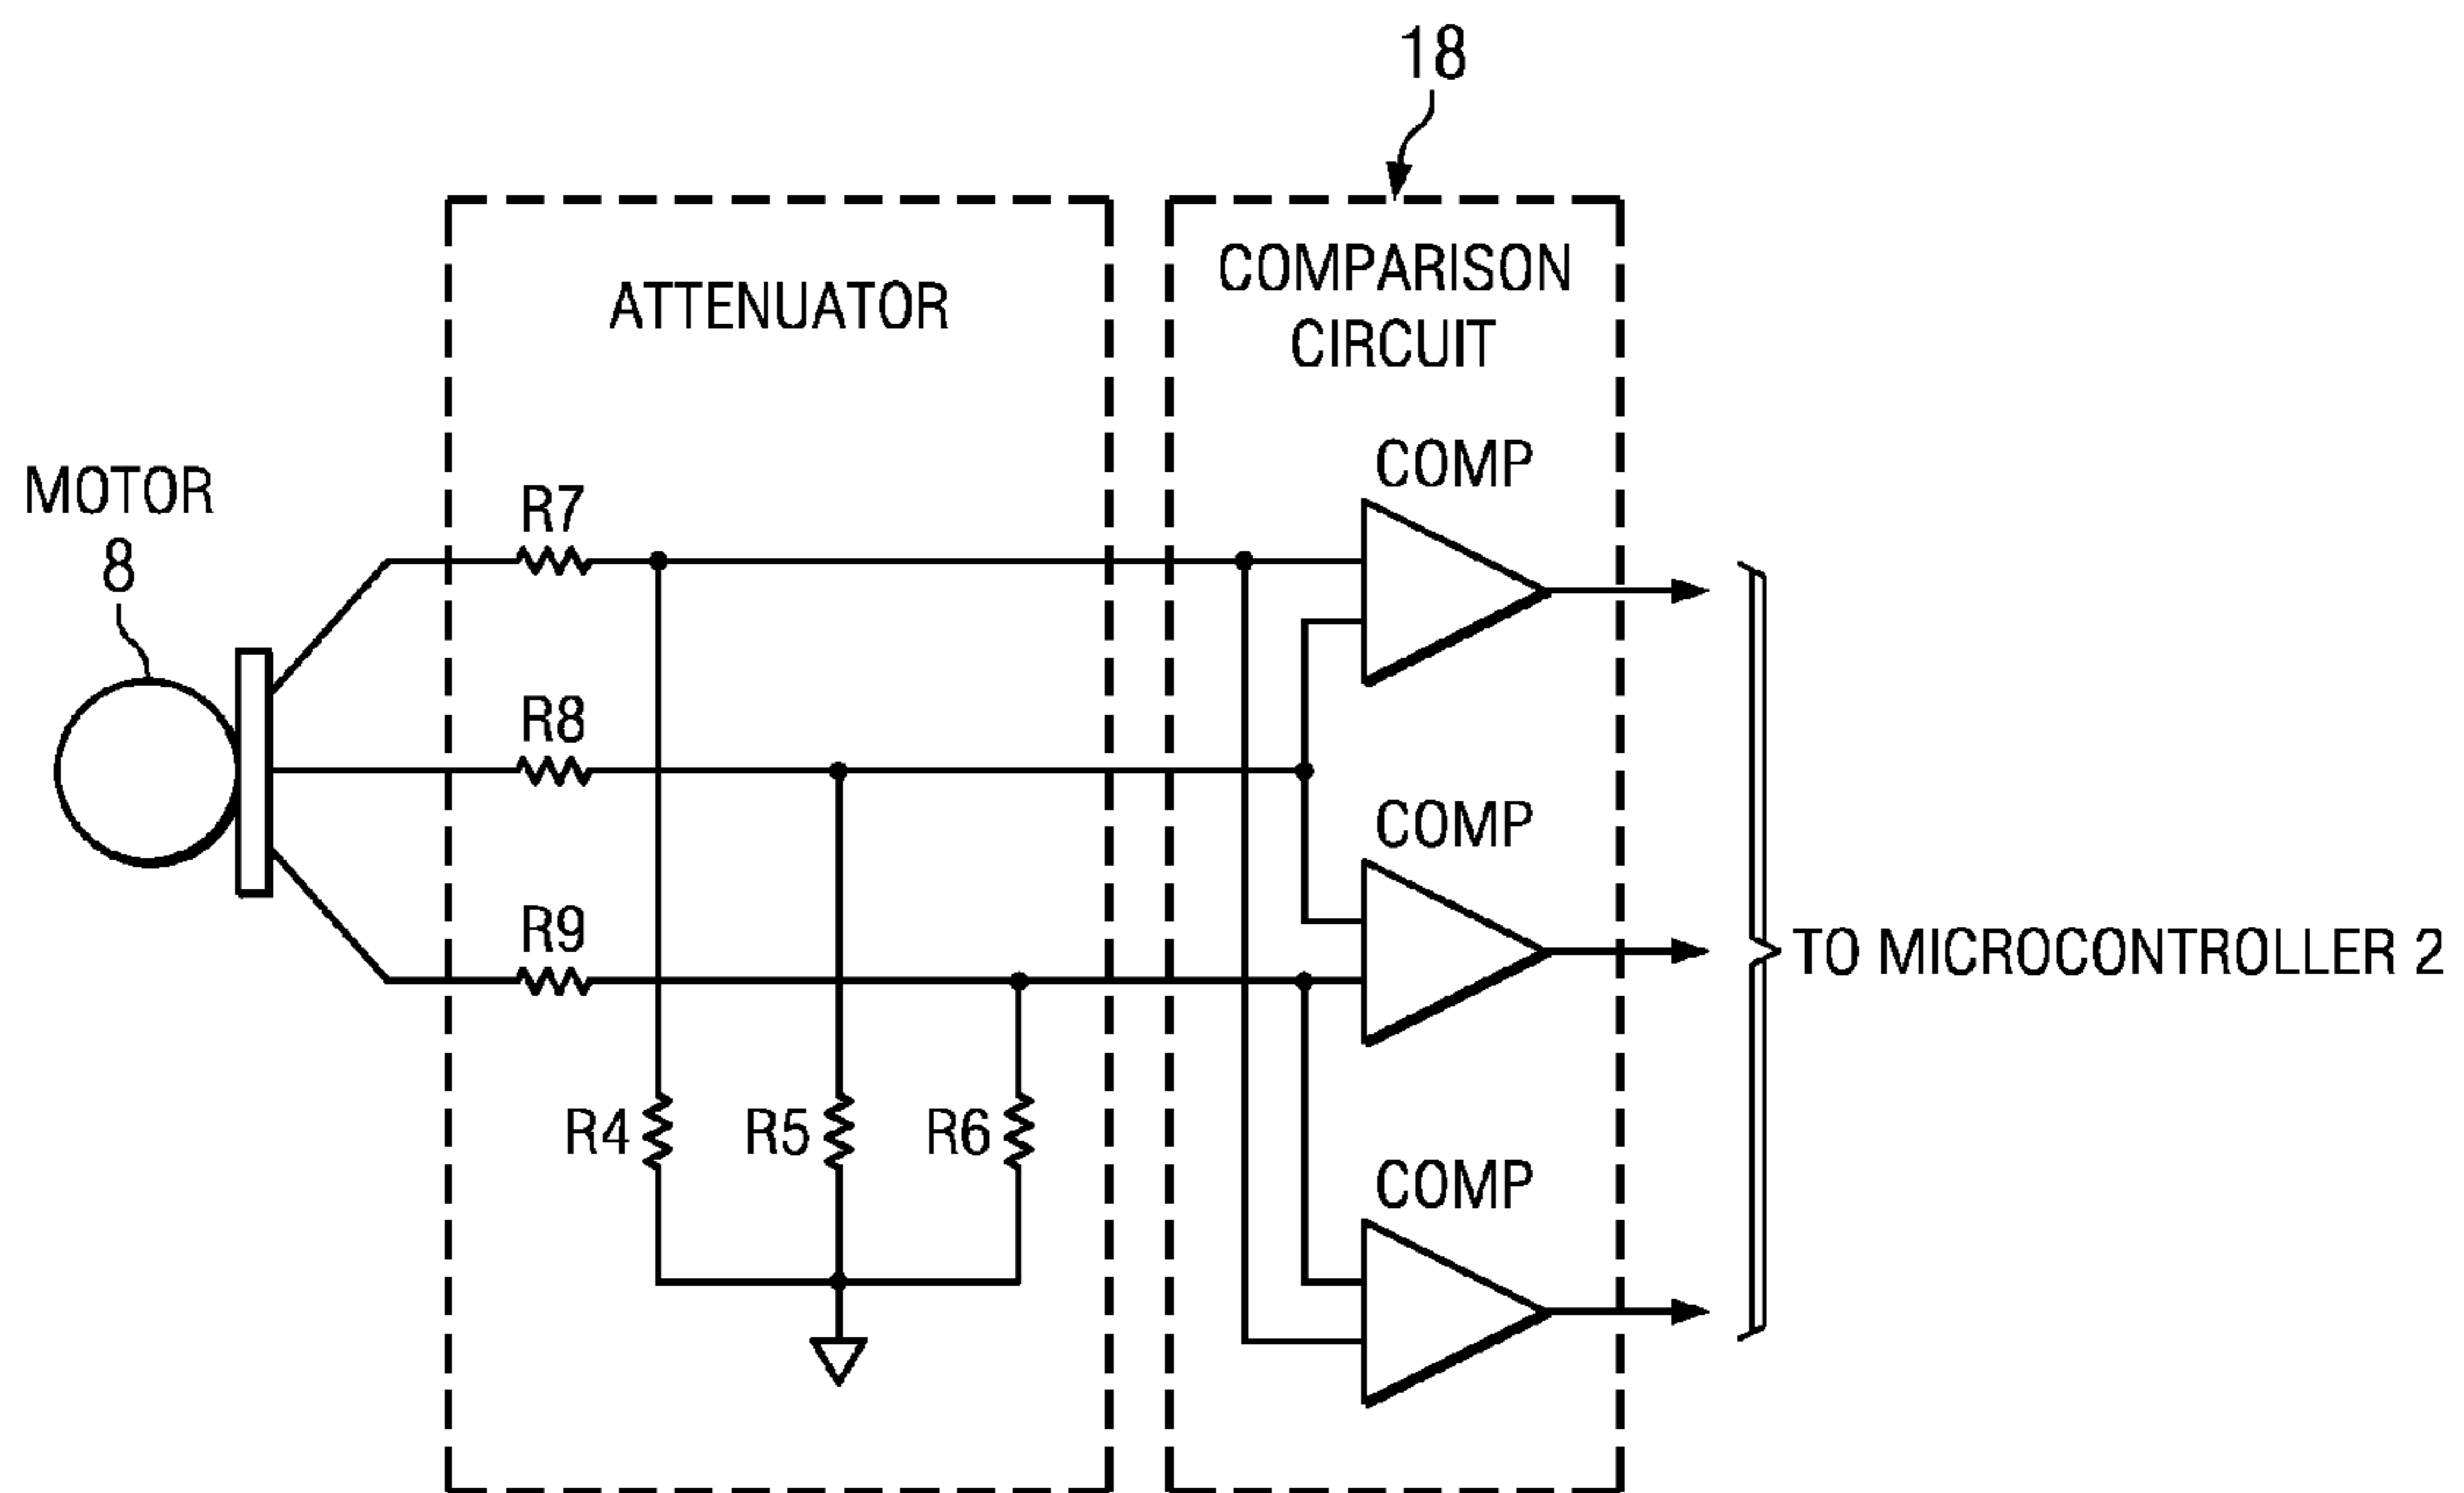 18
ATTENUATOR
COMPARISON
CIRCUIT
MOTOR
8
R7
R8
R9
R4
R5
R6
COMP
COMP
COMP
TO MICROCONTROLLER 2